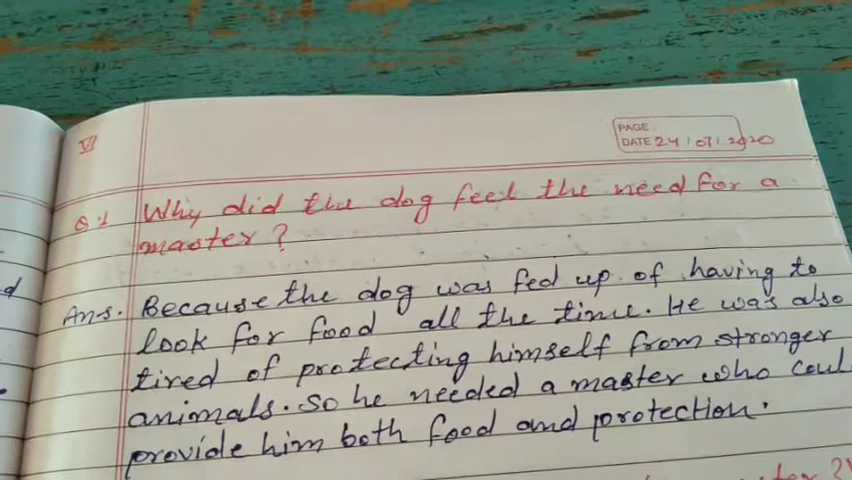 VI
PAGE
DATE 24/07/2020
Q.1 Why did the dog feel the need for a
master?
Ans. Because the dog was fed up of having to
look for food all the time. He was also
tired of protecting himself from stronger
animals. So he needed a master who coul
provide him both food and protection.